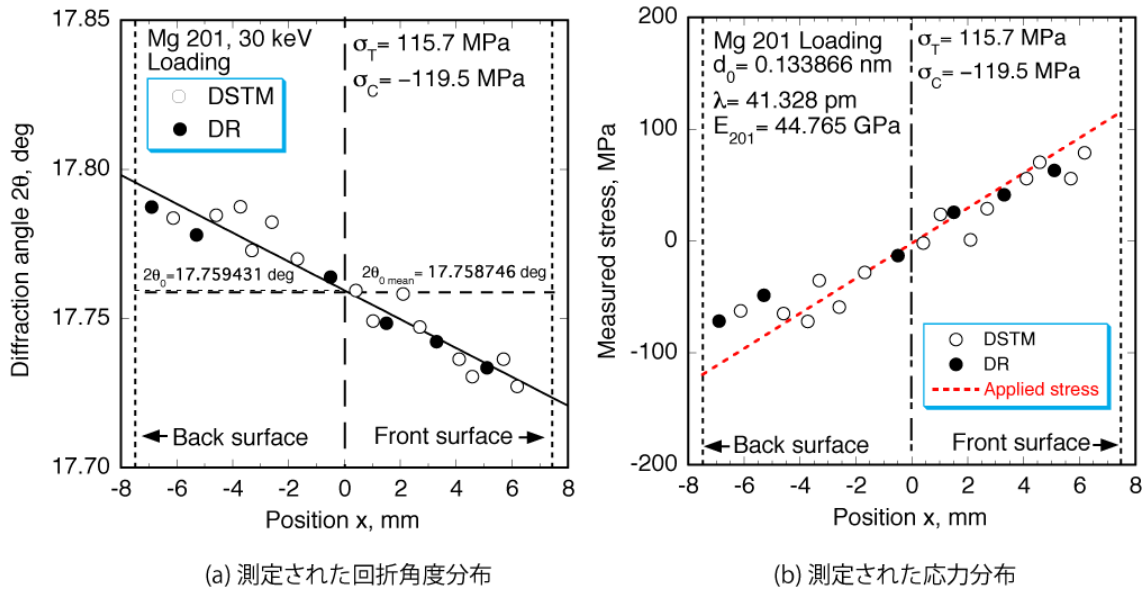 17.85
17.80
17.75
17.70
Diffraction angle 2θ, deg
Mg 201, 30 keV
Loading
DSTM
DR
σT= 115.7 MPa
σC= −119.5 MPa
2θ0=17.759431 deg
2θ0 mean= 17.758746 deg
Back surface
Front surface
-8 -6 -4 -2 0 2 4 6 8
Position x, mm
(a) 測定された回折角度分布
200
100
0
-100
-200
Measured stress, MPa
Mg 201 Loading
d0= 0.133866 nm
λ= 41.328 pm
E201= 44.765 GPa
σT= 115.7 MPa
σC= −119.5 MPa
DSTM
DR
Applied stress
Back surface
Front surface
-8 -6 -4 -2 0 2 4 6 8
Position x, mm
(b) 測定された応力分布